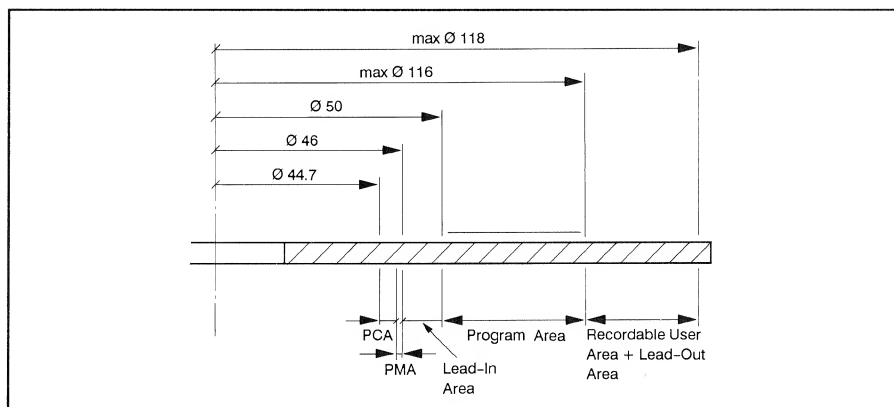 max Ø 118
max Ø 116
Ø 50
Ø 46
Ø 44.7
PCA
Program Area
Recordable User
Area + Lead-Out
Area
PMA
Lead-In
Area